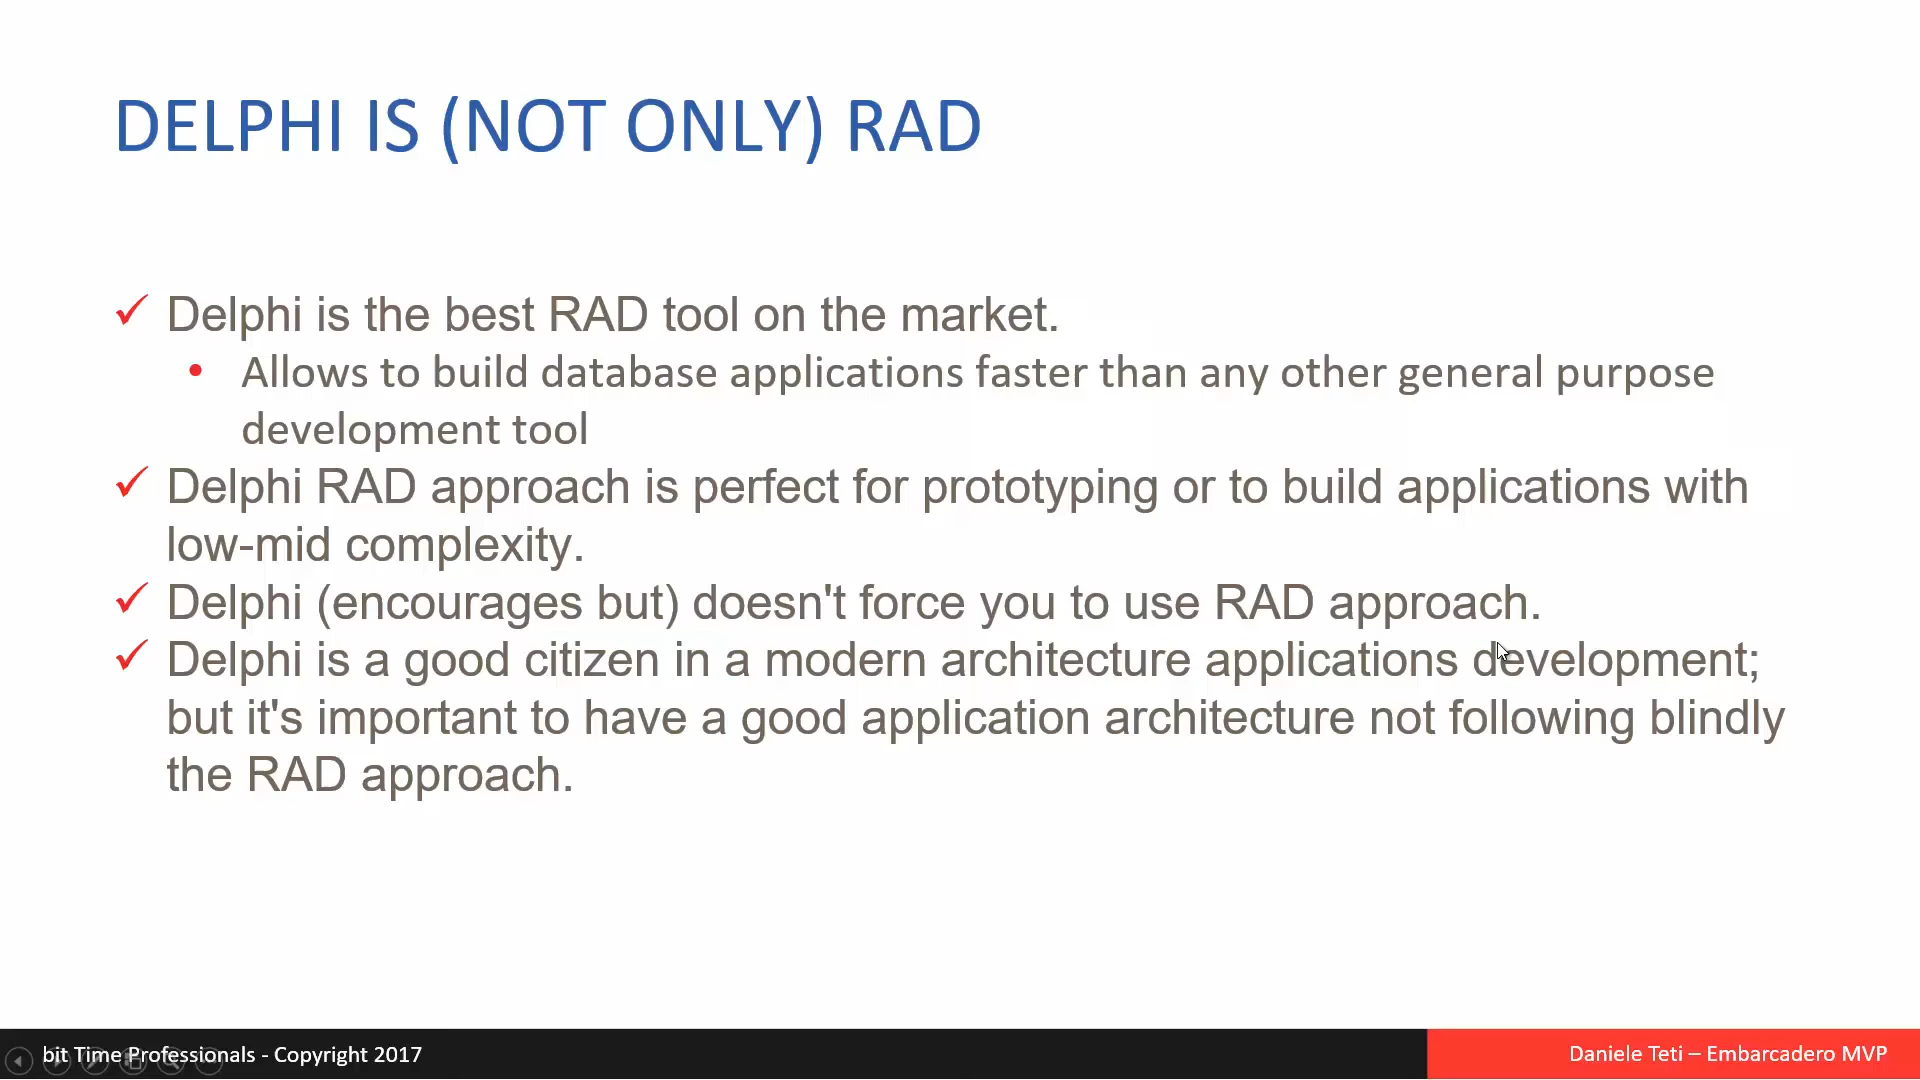 DELPHI IS (NOT ONLY) RAD
Delphi is the best RAD tool on the market.
Allows to build database applications faster than any other general purpose
development tool
Delphi RAD approach is perfect for prototyping or to build applications with
low-mid complexity.
Delphi (encourages but) doesn't force you to use RAD approach.
Delphi is a good citizen in a modern architecture applications development;
but it's important to have a good application architecture not following blindly
the RAD approach.
bit Time Professionals - Copyright 2017
Daniele Teti – Embarcadero MVP